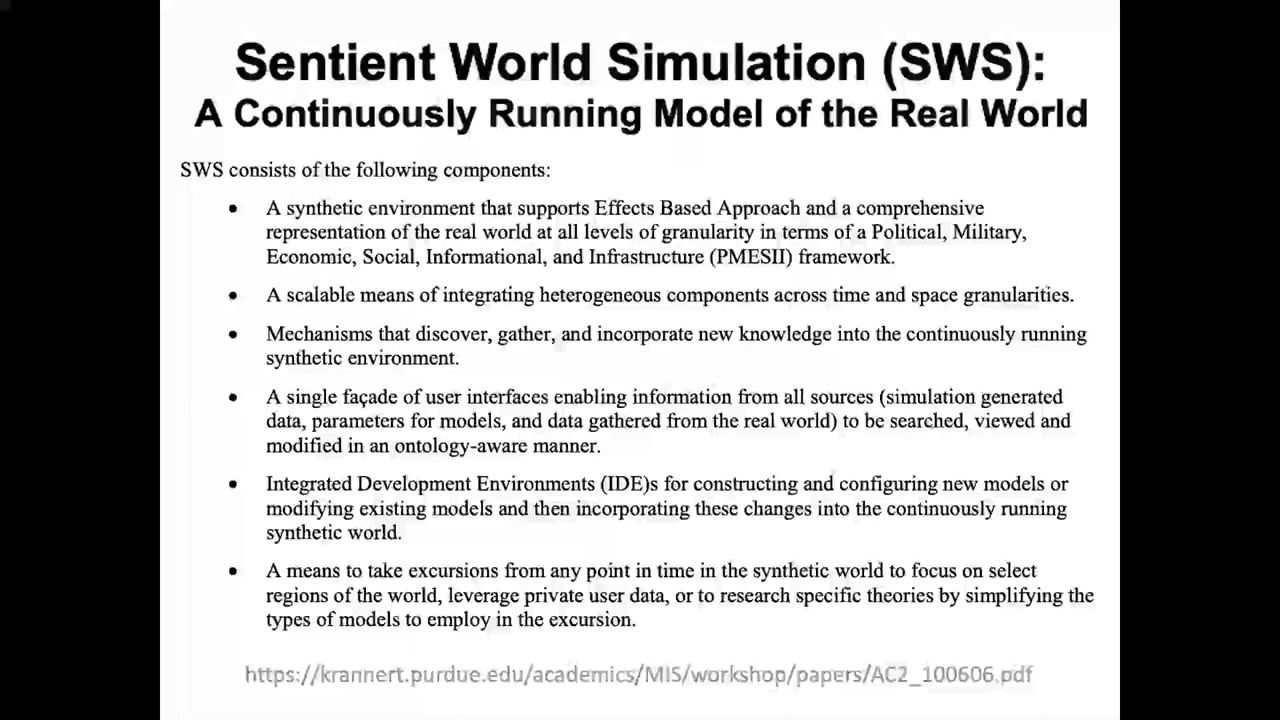 Sentient World Simulation (SWS):
A Continuously Running Model of the Real World
SWS consists of the following components:
• A synthetic environment that supports Effects Based Approach and a comprehensive
representation of the real world at all levels of granularity in terms of a Political, Military,
Economic, Social, Informational, and Infrastructure (PMESII) framework.
• A scalable means of integrating heterogeneous components across time and space granularities.
• Mechanisms that discover, gather, and incorporate new knowledge into the continuously running
synthetic environment.
• A single façade of user interfaces enabling information from all sources (simulation generated
data, parameters for models, and data gathered from the real world) to be searched, viewed and
modified in an ontology-aware manner.
• Integrated Development Environments (IDE)s for constructing and configuring new models or
modifying existing models and then incorporating these changes into the continuously running
synthetic world.
• A means to take excursions from any point in time in the synthetic world to focus on select
regions of the world, leverage private user data, or to research specific theories by simplifying the
types of models to employ in the excursion.
https://krannert.purdue.edu/academics/MIS/workshop/papers/AC2_100606.pdf